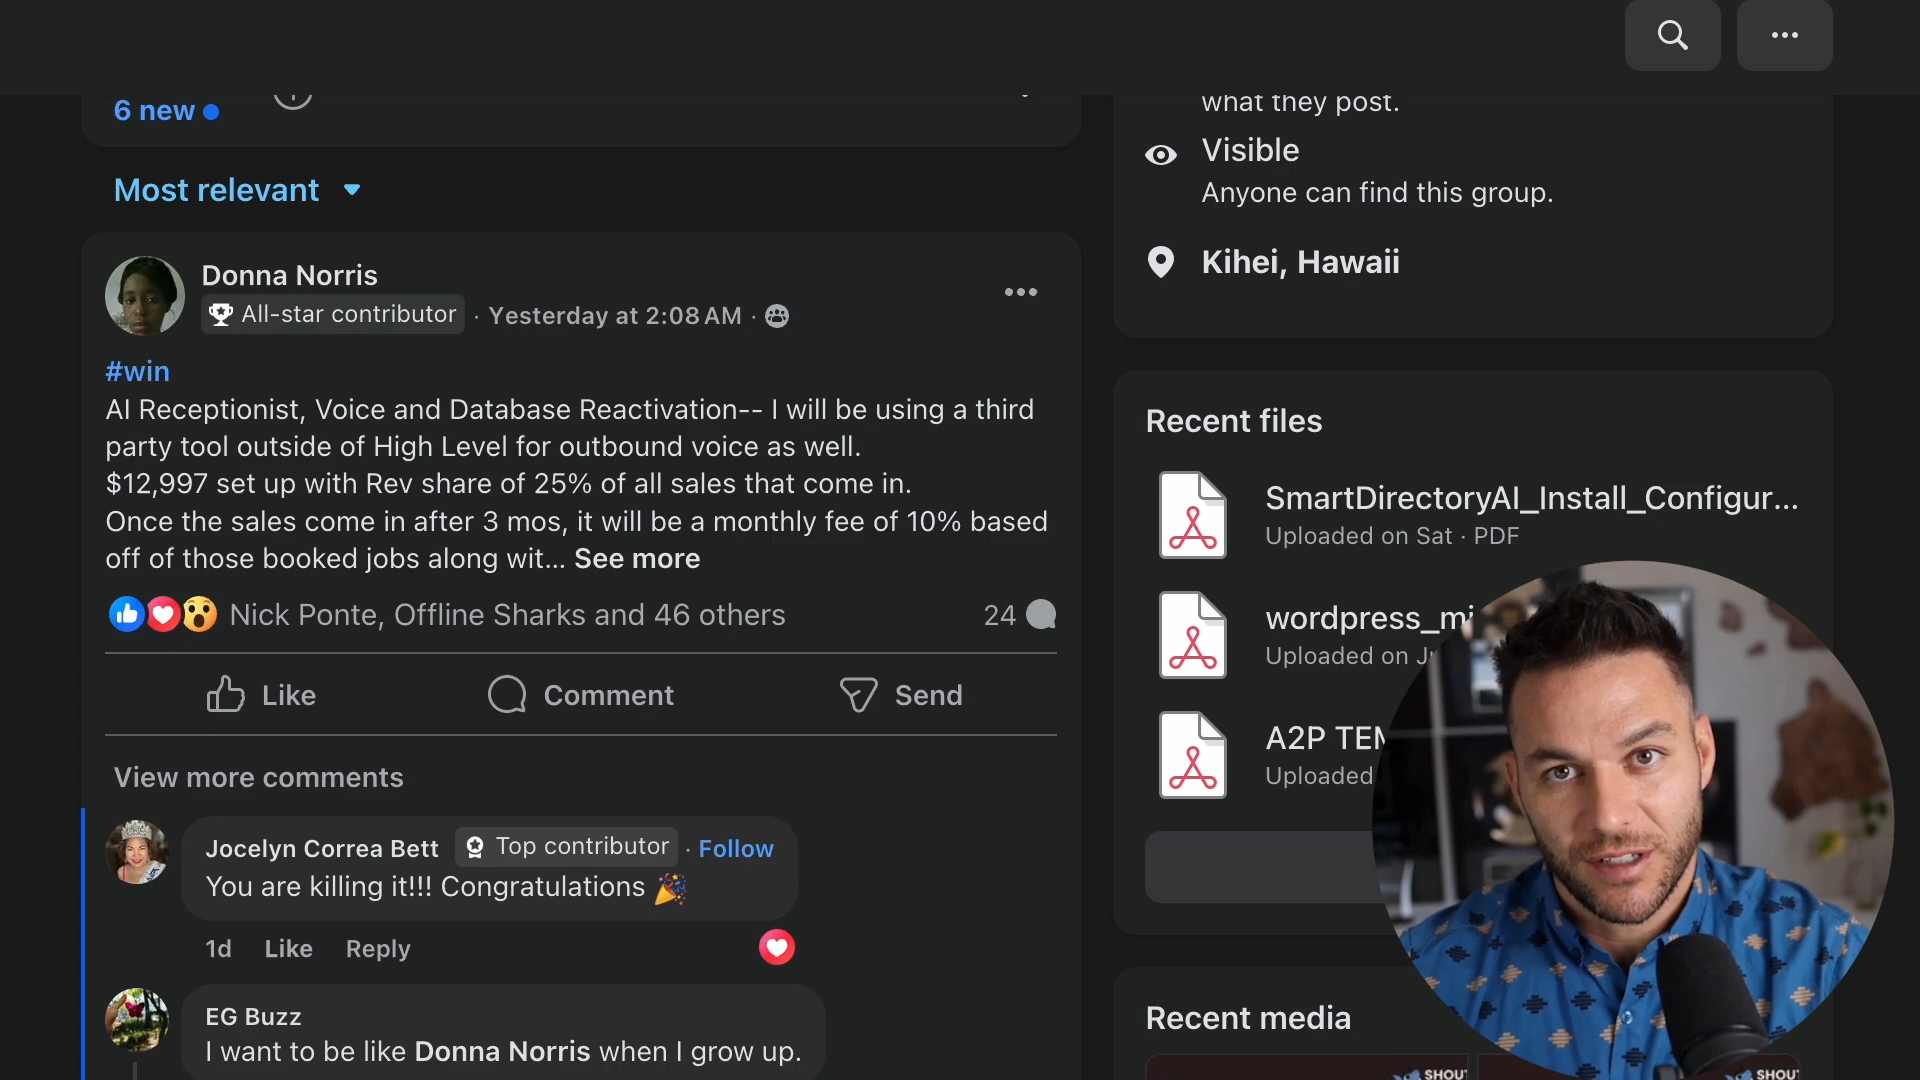 6 new
Most relevant
Donna Norris
All-star contributor · Yesterday at 2:08 AM ·
#win
AI Receptionist, Voice and Database Reactivation-- I will be using a third
party tool outside of High Level for outbound voice as well.
$12,997 set up with Rev share of 25% of all sales that come in.
Once the sales come in after 3 mos, it will be a monthly fee of 10% based
off of those booked jobs along wit... See more
Nick Ponte, Offline Sharks and 46 others
24
Like
Comment
Send
View more comments
Jocelyn Correa Bett
Top contributor · Follow
You are killing it!!! Congratulations 🎉
1d Like Reply
EG Buzz
I want to be like Donna Norris when I grow up.
what they post.
Visible
Anyone can find this group.
Kihei, Hawaii
Recent files
SmartDirectoryAI_Install_Configur...
Uploaded on Sat · PDF
wordpress_mi
Uploaded on
A2P
Uploaded
Recent media
SHOUT
SHOUT